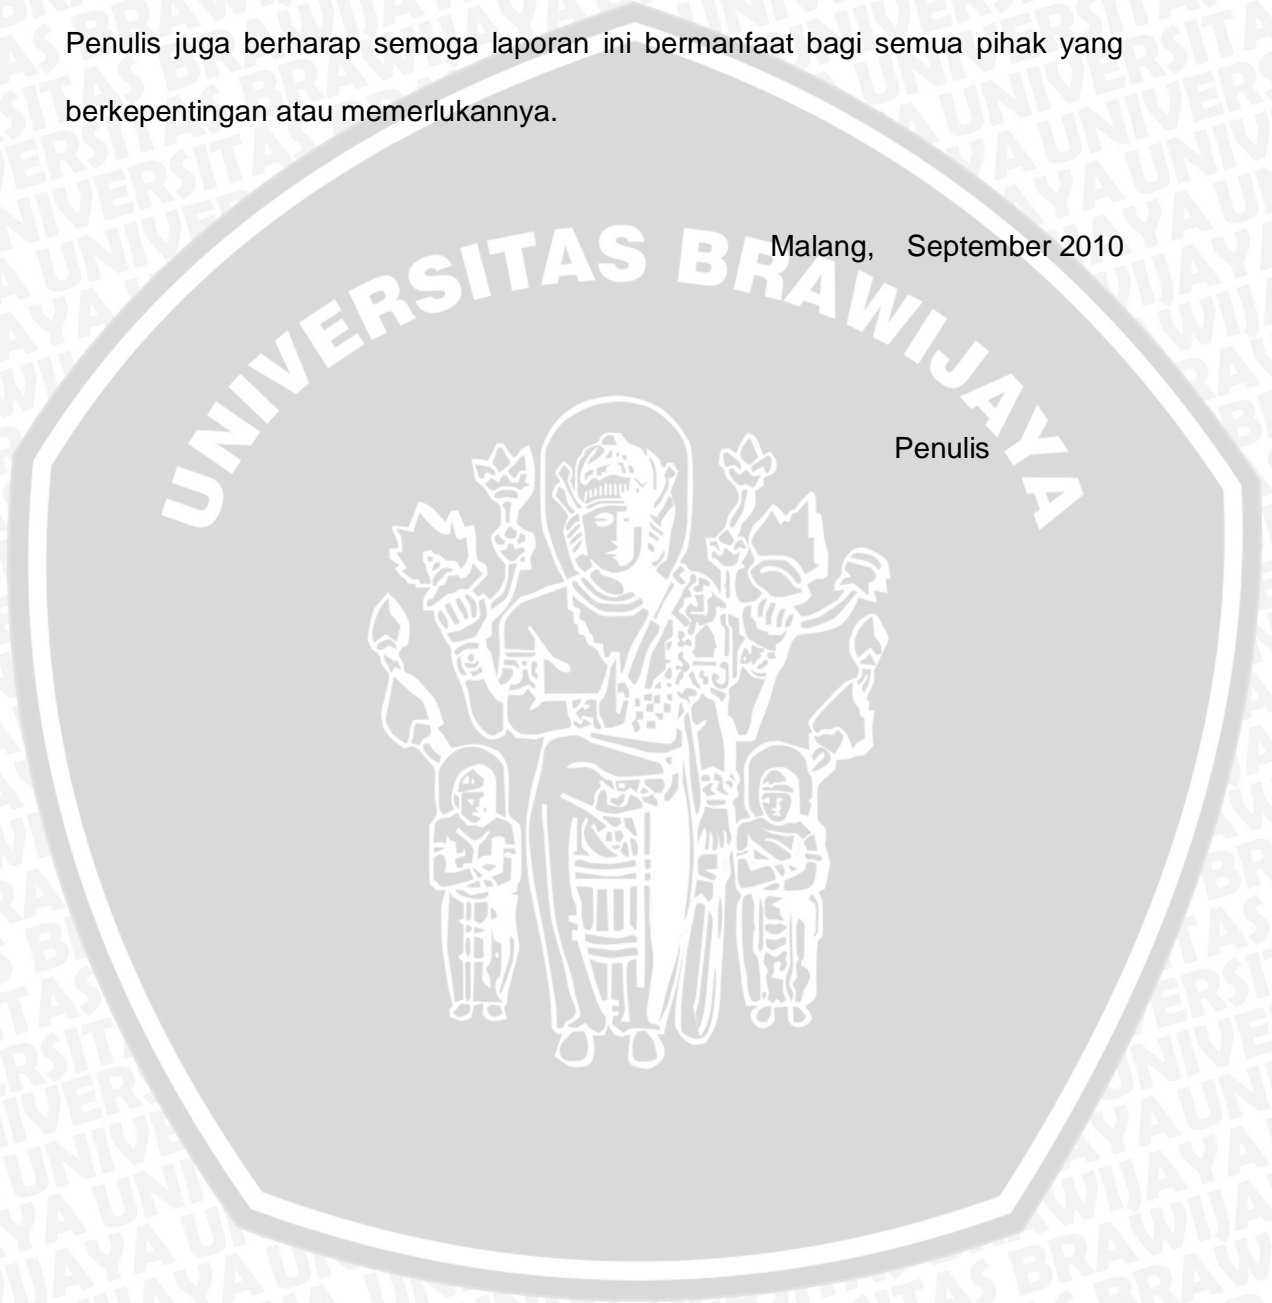 Penulis juga berharap semoga laporan ini bermanfaat bagi semua pihak yang
berkepentingan atau memerlukannya.
Malang, September 2010
Penulis
UNIVERSITAS BRAWIJAYA